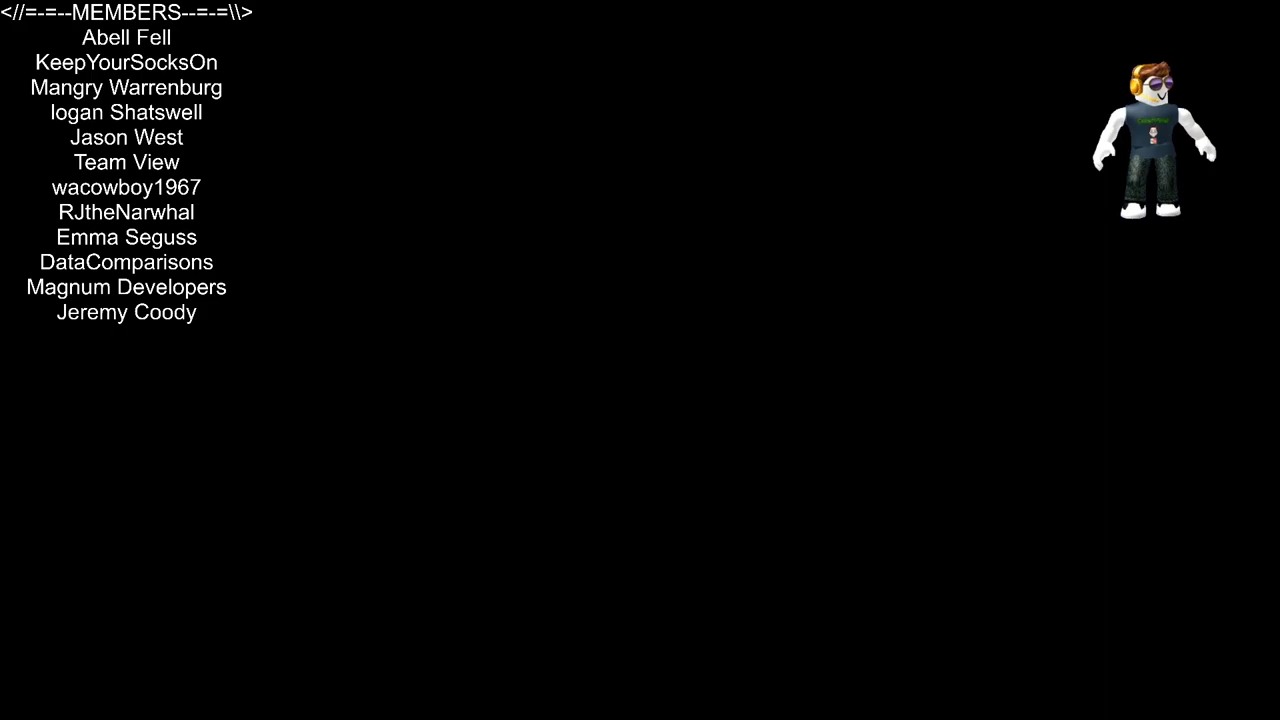 <//=-=--MEMBERS--=-=\\>
Abell Fell
KeepYourSocksOn
Mangry Warrenburg
logan Shatswell
Jason West
Team View
wacowboy1967
RJtheNarwhal
Emma Seguss
DataComparisons
Magnum Developers
Jeremy Coody